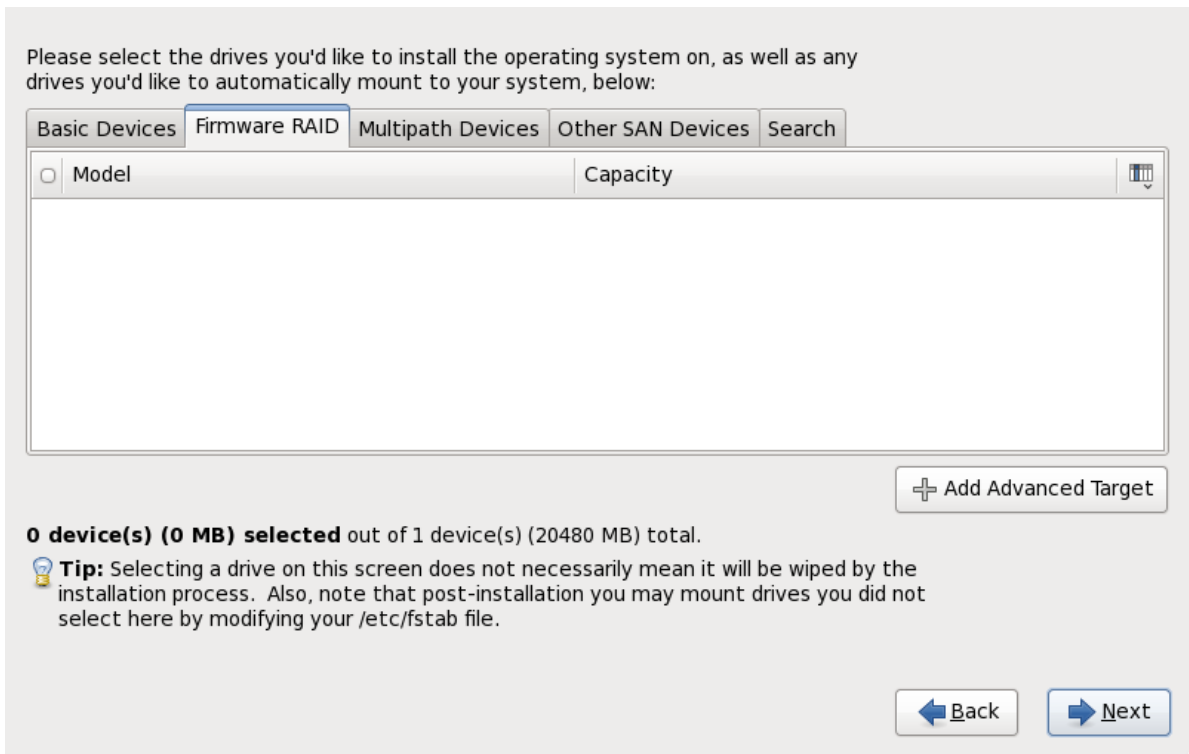 Please select the drives you'd like to install the operating system on, as well as any
drives you'd like to automatically mount to your system, below:
Basic Devices Firmware RAID Multipath Devices Other SAN Devices Search
Model Capacity
Add Advanced Target
0 device(s) (0 MB) selected out of 1 device(s) (20480 MB) total.
Tip: Selecting a drive on this screen does not necessarily mean it will be wiped by the
installation process.  Also, note that post-installation you may mount drives you did not
select here by modifying your /etc/fstab file.
Back Next